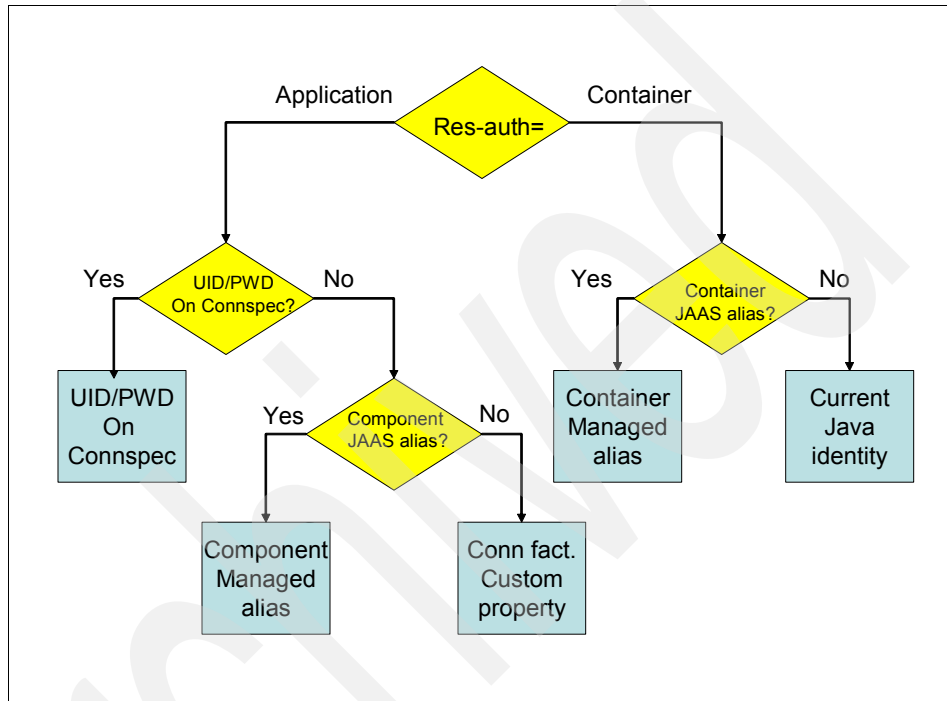 Application
Container
Res-auth=
Yes
UID/PWD
On Connspec?
No
Yes
Container
JAAS alias?
No
UID/PWD
On
Connspec
Yes
Component
JAAS alias?
No
Container
Managed
alias
Current
Java
identity
Component
Managed
alias
Conn fact.
Custom
property